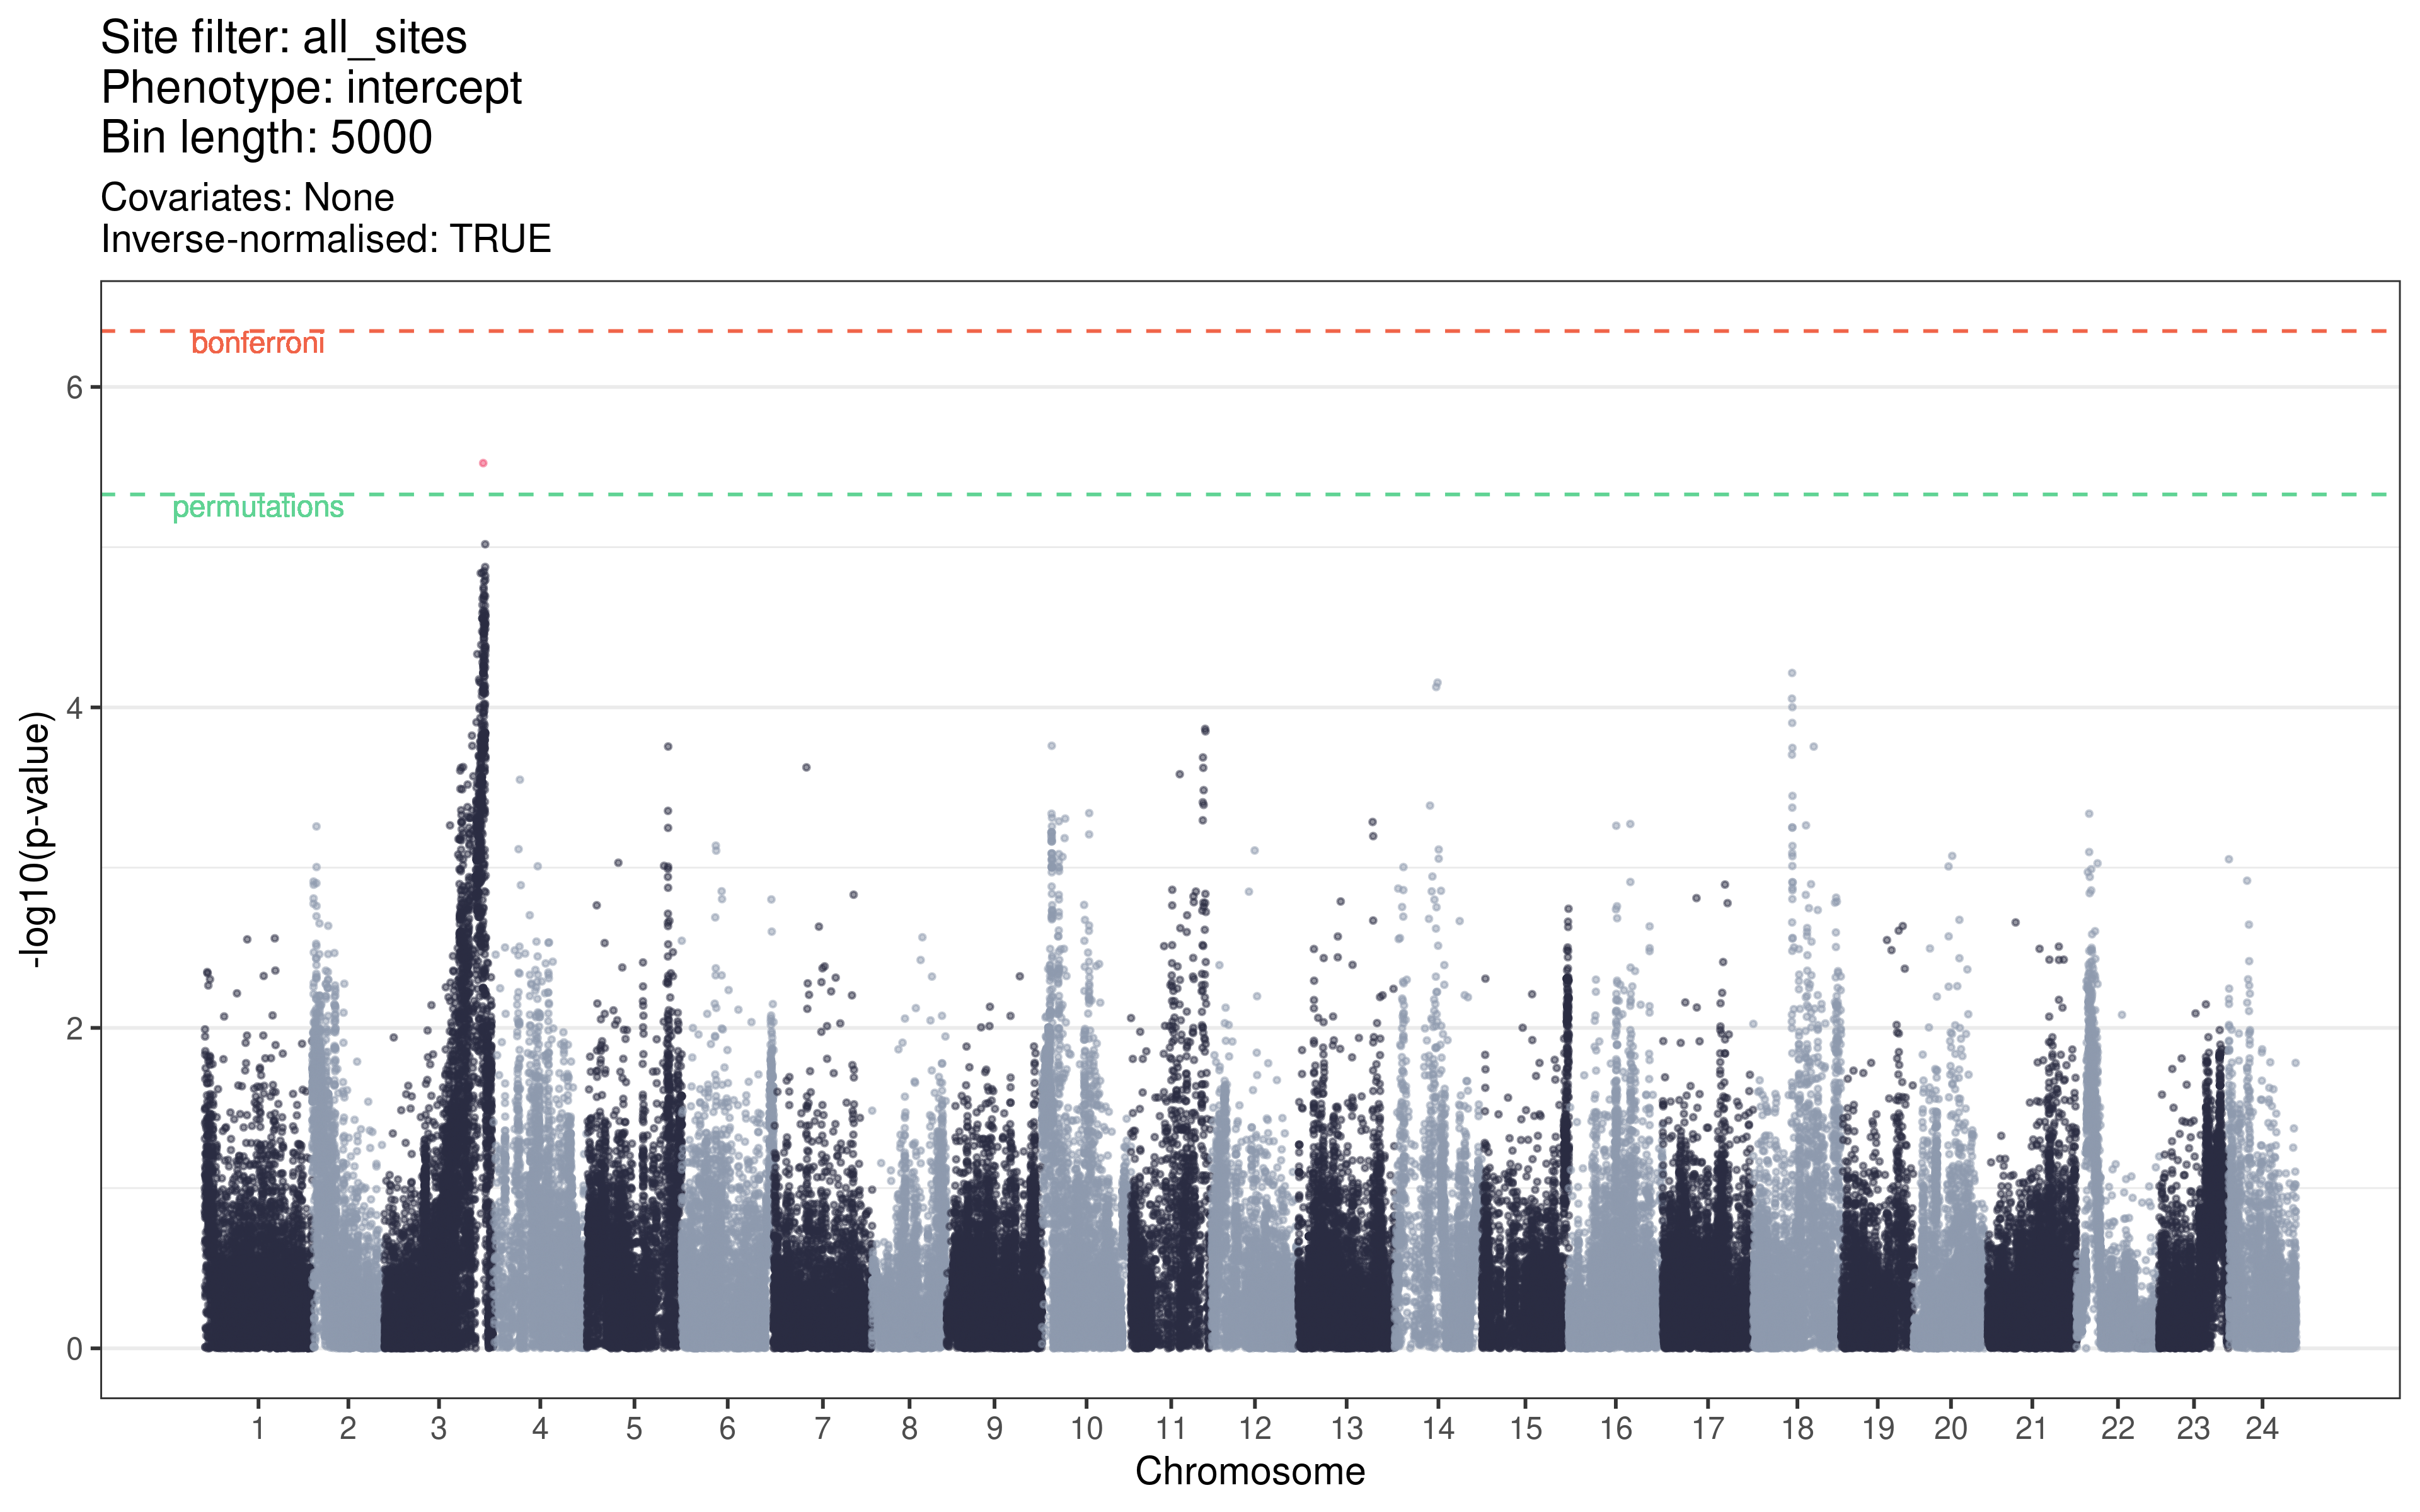 Site filter: all_sites
Phenotype: intercept
Bin length: 5000
Covariates: None
Inverse-normalised: TRUE
bonferroni
permutations
-log10(p-value)
6
4
2
0
1 2 3 4 5 6 7 8 9 10 11 12 13 14 15 16 17 18 19 20 21 22 23 24
Chromosome